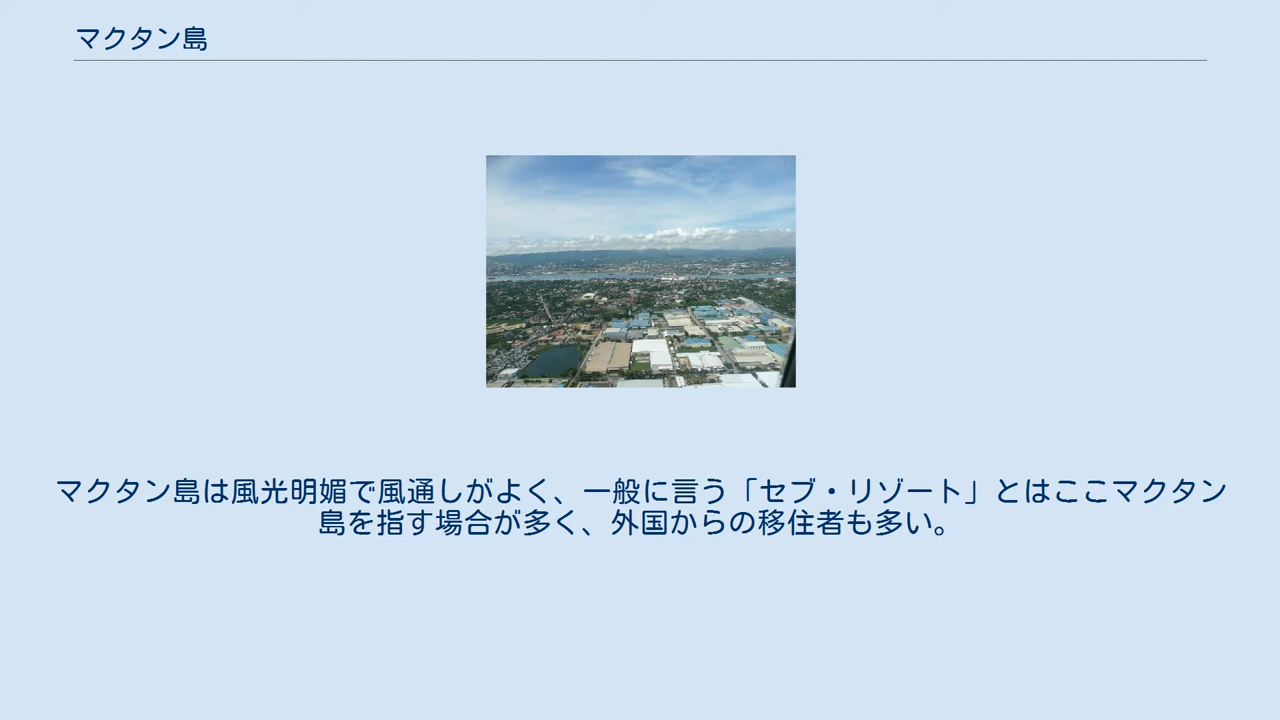 マクタン島
マクタン島は風光明媚で風通しがよく、一般に言う「セブ・リゾート」とはここマクタン
島を指す場合が多く、外国からの移住者も多い。